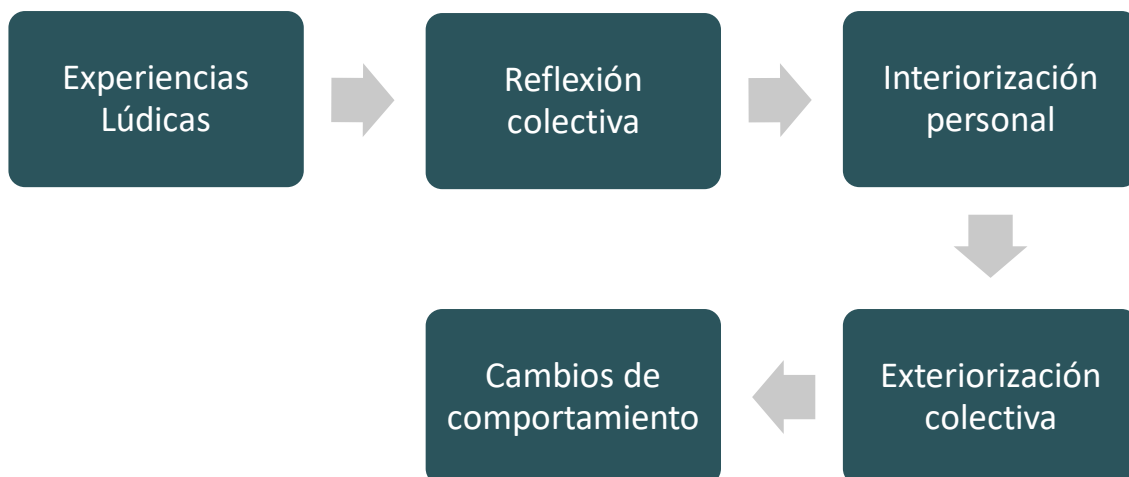 Experiencias
Lúdicas
Reflexión
colectiva
Interiorización
personal
Exteriorización
colectiva
Cambios de
comportamiento